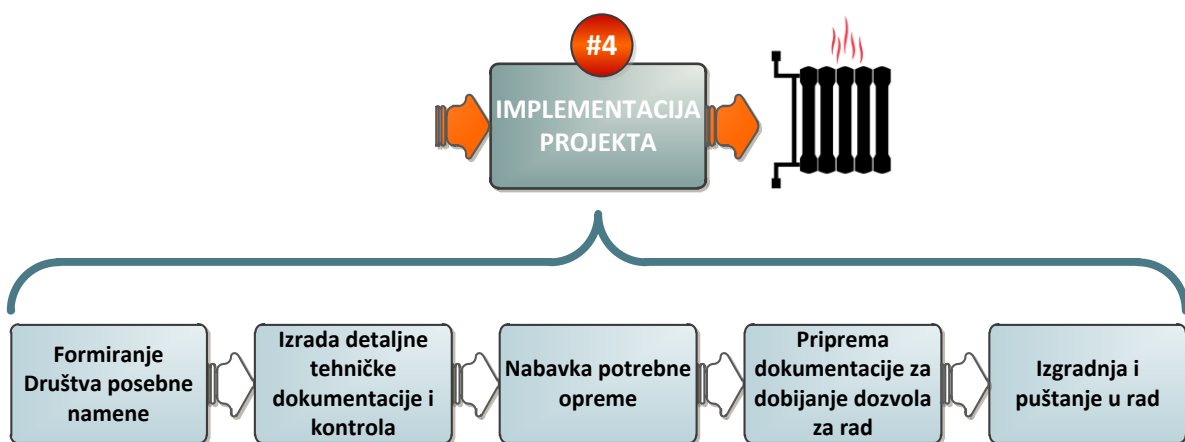 #4
IMPLEMENTACIJA
PROJEKTA
Formiranje
Društva posebne
namene
Izrada detaljne
tehničke
dokumentacije i
kontrola
Nabavka potrebne
opreme
Priprema
dokumentacije za
dobijanje dozvola
za rad
Izgradnja i
puštanje u rad